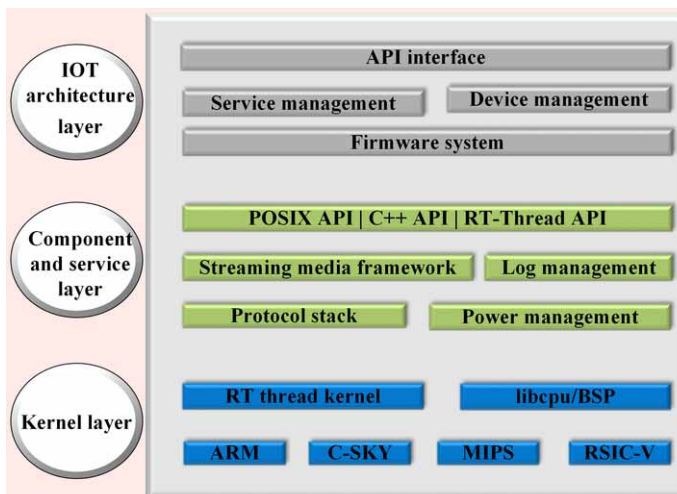 IOT
architecture
layer
API interface
Service management
Device management
Firmware system
Component
and service
layer
POSIX API | C++ API | RT-Thread API
Streaming media framework
Log management
Protocol stack
Power management
Kernel layer
RT thread kernel
libcpu/BSP
ARM
C-SKY
MIPS
RSIC-V